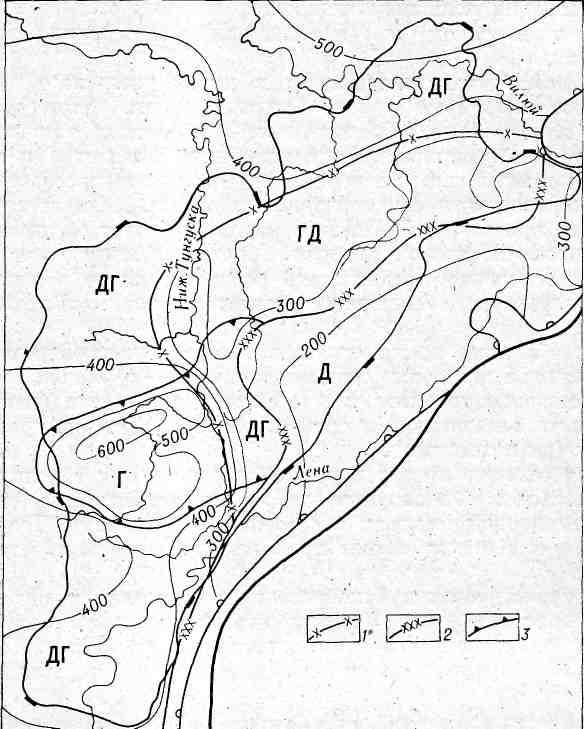 500
Вилюй
ДГ
400
ГД
Ниж. Тунгуска
300
ДГ
300
200
400
Д
600
500
ДГ
Г
Лена
400
300
400
ДГ
1
2
3